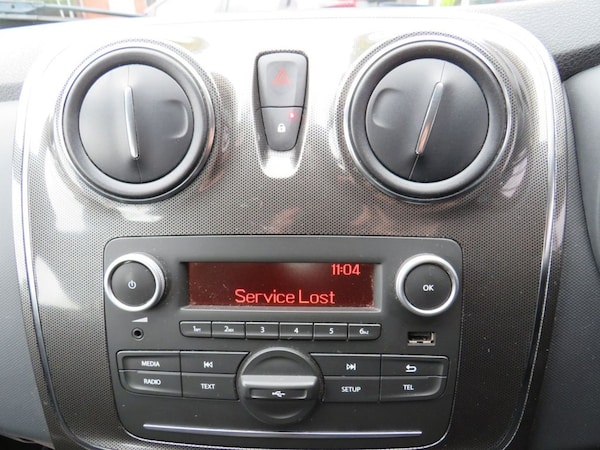 11:04
Service Lost
OK
1 2 3 4 5 6
MEDIA
RADIO TEXT SETUP TEL